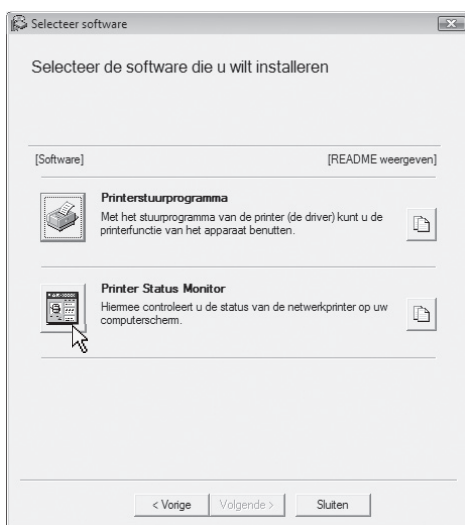 Selecteer software
Selecteer de software die u wilt installeren
[Software] [README weergeven]
Printerstuurprogramma
Met het stuurprogramma van de printer (de driver) kunt u de
printerfunctie van het apparaat benutten.
Printer Status Monitor
Hiermee controleert u de status van de netwerkprinter op uw
computerscherm.
< Vorige Volgende > Sluiten